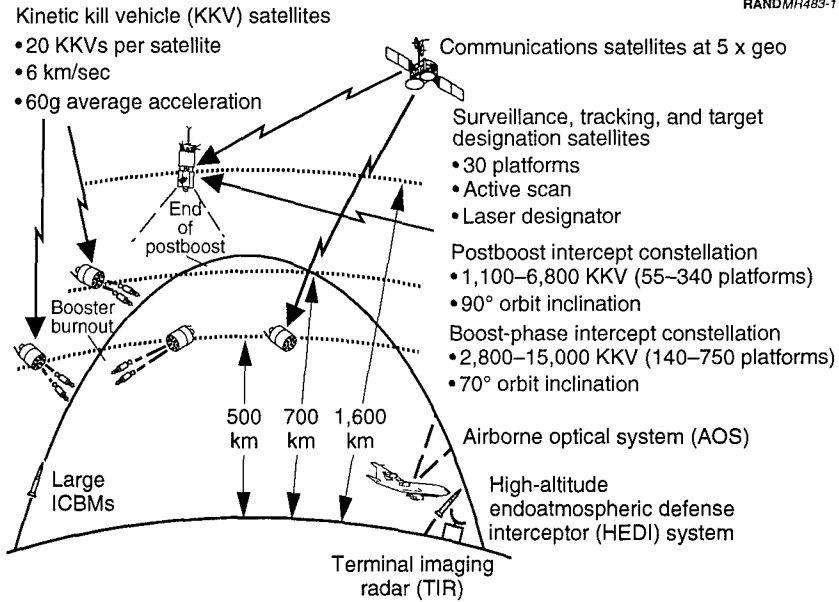 RANDMR483-1
Kinetic kill vehicle (KKV) satellites
• 20 KKVs per satellite
• 6 km/sec
• 60g average acceleration
Communications satellites at 5 x geo
Surveillance, tracking, and target
designation satellites
• 30 platforms
• Active scan
• Laser designator
End
of
postboost
Postboost intercept constellation
• 1,100–6,800 KKV (55–340 platforms)
• 90° orbit inclination
Booster
burnout
Boost-phase intercept constellation
• 2,800–15,000 KKV (140–750 platforms)
• 70° orbit inclination
500
km
700
km
1,600
km
Airborne optical system (AOS)
Large
ICBMs
High-altitude
endoatmospheric defense
interceptor (HEDI) system
Terminal imaging
radar (TIR)